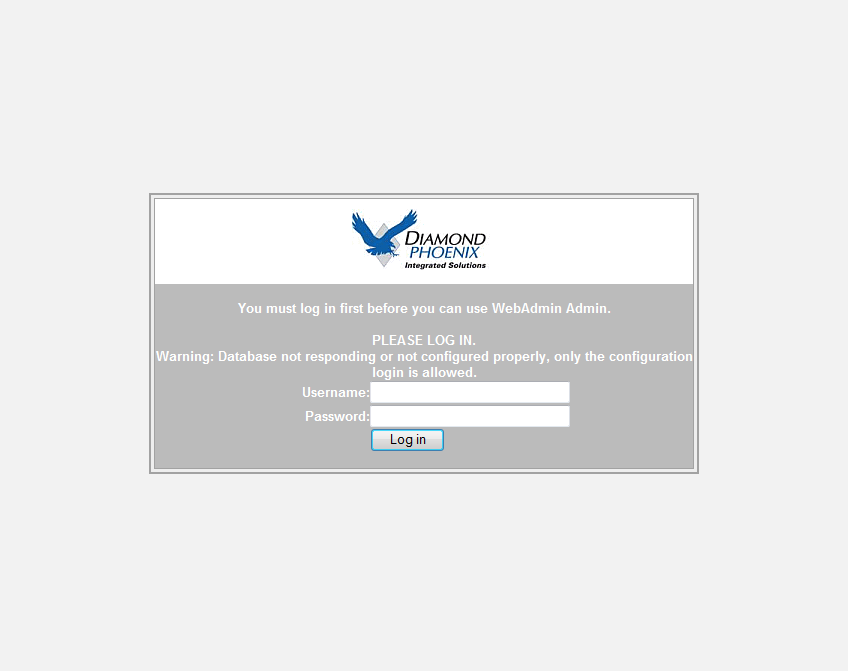 DIAMOND
PHOENIX
Integrated Solutions
You must log in first before you can use WebAdmin Admin.
PLEASE LOG IN.
Warning: Database not responding or not configured properly, only the configuration
login is allowed.
Username:
Password:
Log in